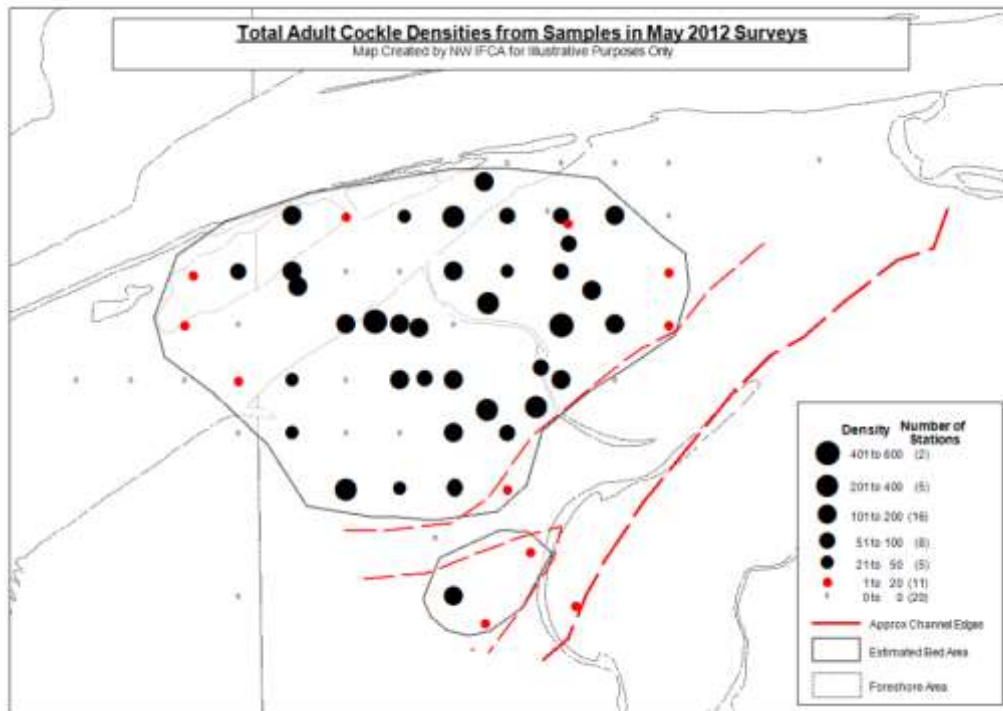 Total Adult Cockle Densities from Samples in May 2012 Surveys
Map Created by NW IFCA for Illustrative Purposes Only
Density Number of Stations
401 to 600 (2)
201 to 400 (5)
101 to 200 (16)
51 to 100 (8)
21 to 50 (5)
1 to 20 (11)
0 to 0 (20)
Approx Channel Edges
Estimated Bed Area
Foreshore Area